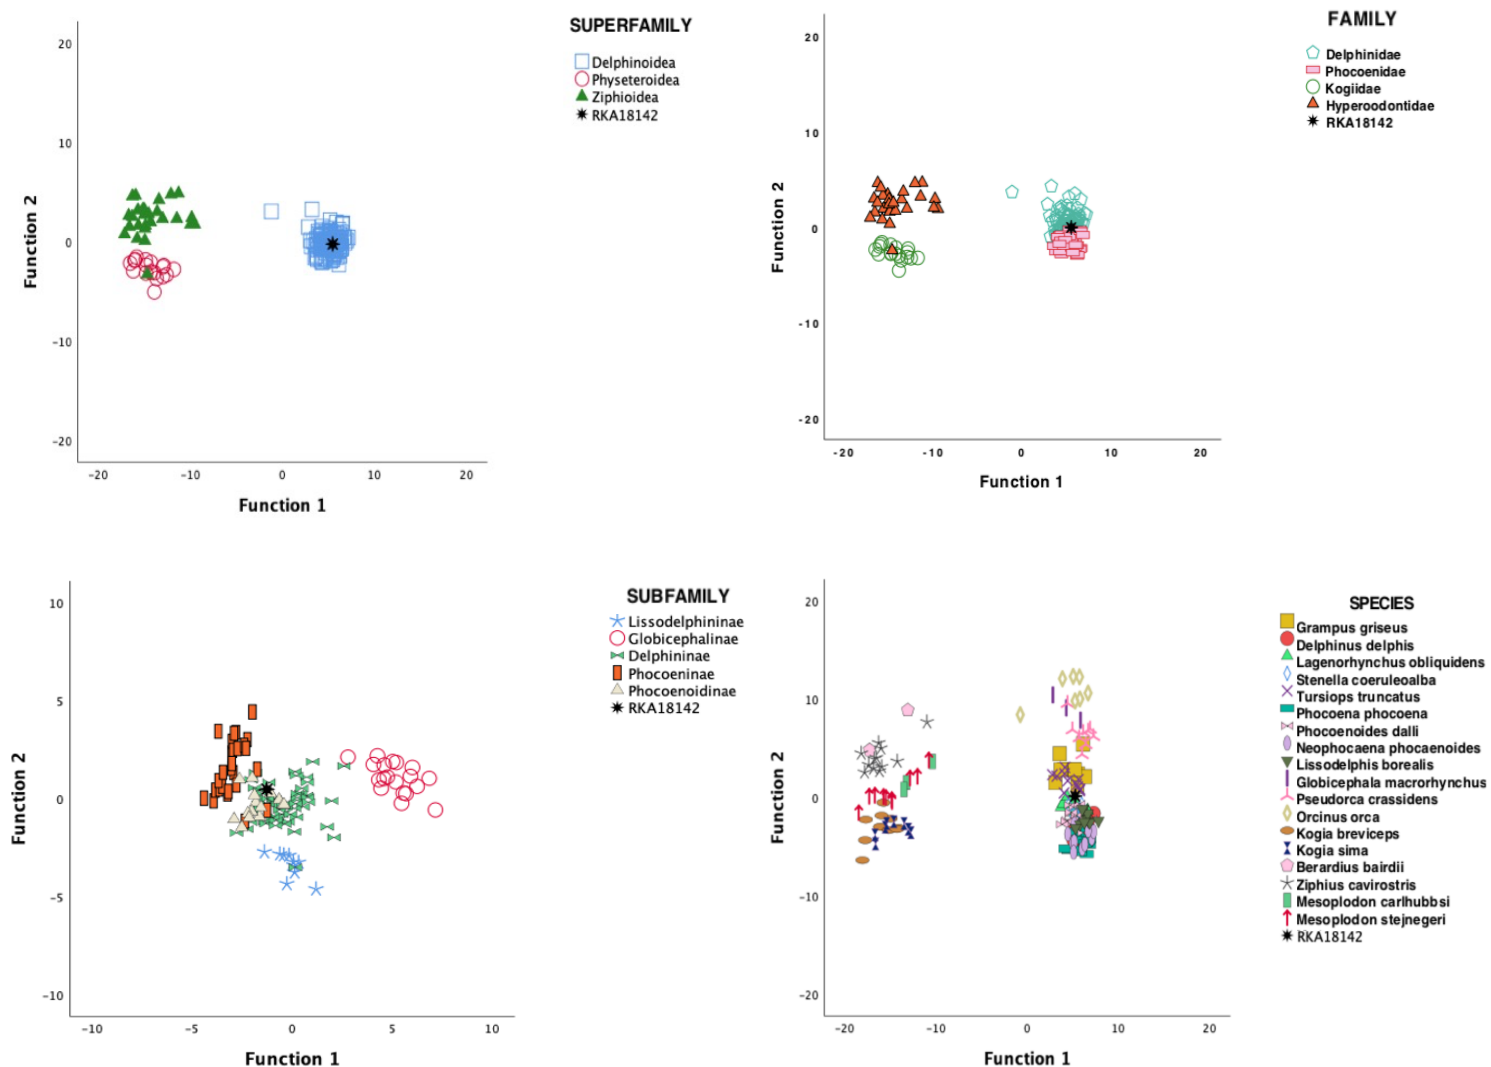 SUPERFAMILY
Delphinoidea
Physeteroidea
Ziphioidea
RKA18142
20
10
0
-10
-20
Function 2
-20
-10
0
10
20
Function 1
FAMILY
Delphinidae
Phocoenidae
Kogiidae
Hyperoodontidae
RKA18142
20
10
0
-10
-20
Function 2
-20
-10
0
10
20
Function 1
SUBFAMILY
Lissodelphininae
Globicephalinae
Delphininae
Phocoeninae
Phocoenoidinae
RKA18142
10
5
0
-5
-10
Function 2
-10
-5
0
5
10
Function 1
SPECIES
Grampus griseus
Delphinus delphis
Lagenorhynchus obliquidens
Stenella coeruleoalba
Tursiops truncatus
Phocoena phocoena
Phocoenoides dalli
Neophocaena phocaenoides
Lissodelphis borealis
Globicephala macrorhynchus
Pseudorca crassidens
Orcinus orca
Kogia breviceps
Kogia sima
Berardius bairdii
Ziphius cavirostris
Mesoplodon carlhubbsi
Mesoplodon stejnegeri
RKA18142
20
10
0
-10
-20
Function 2
-20
-10
0
10
20
Function 1